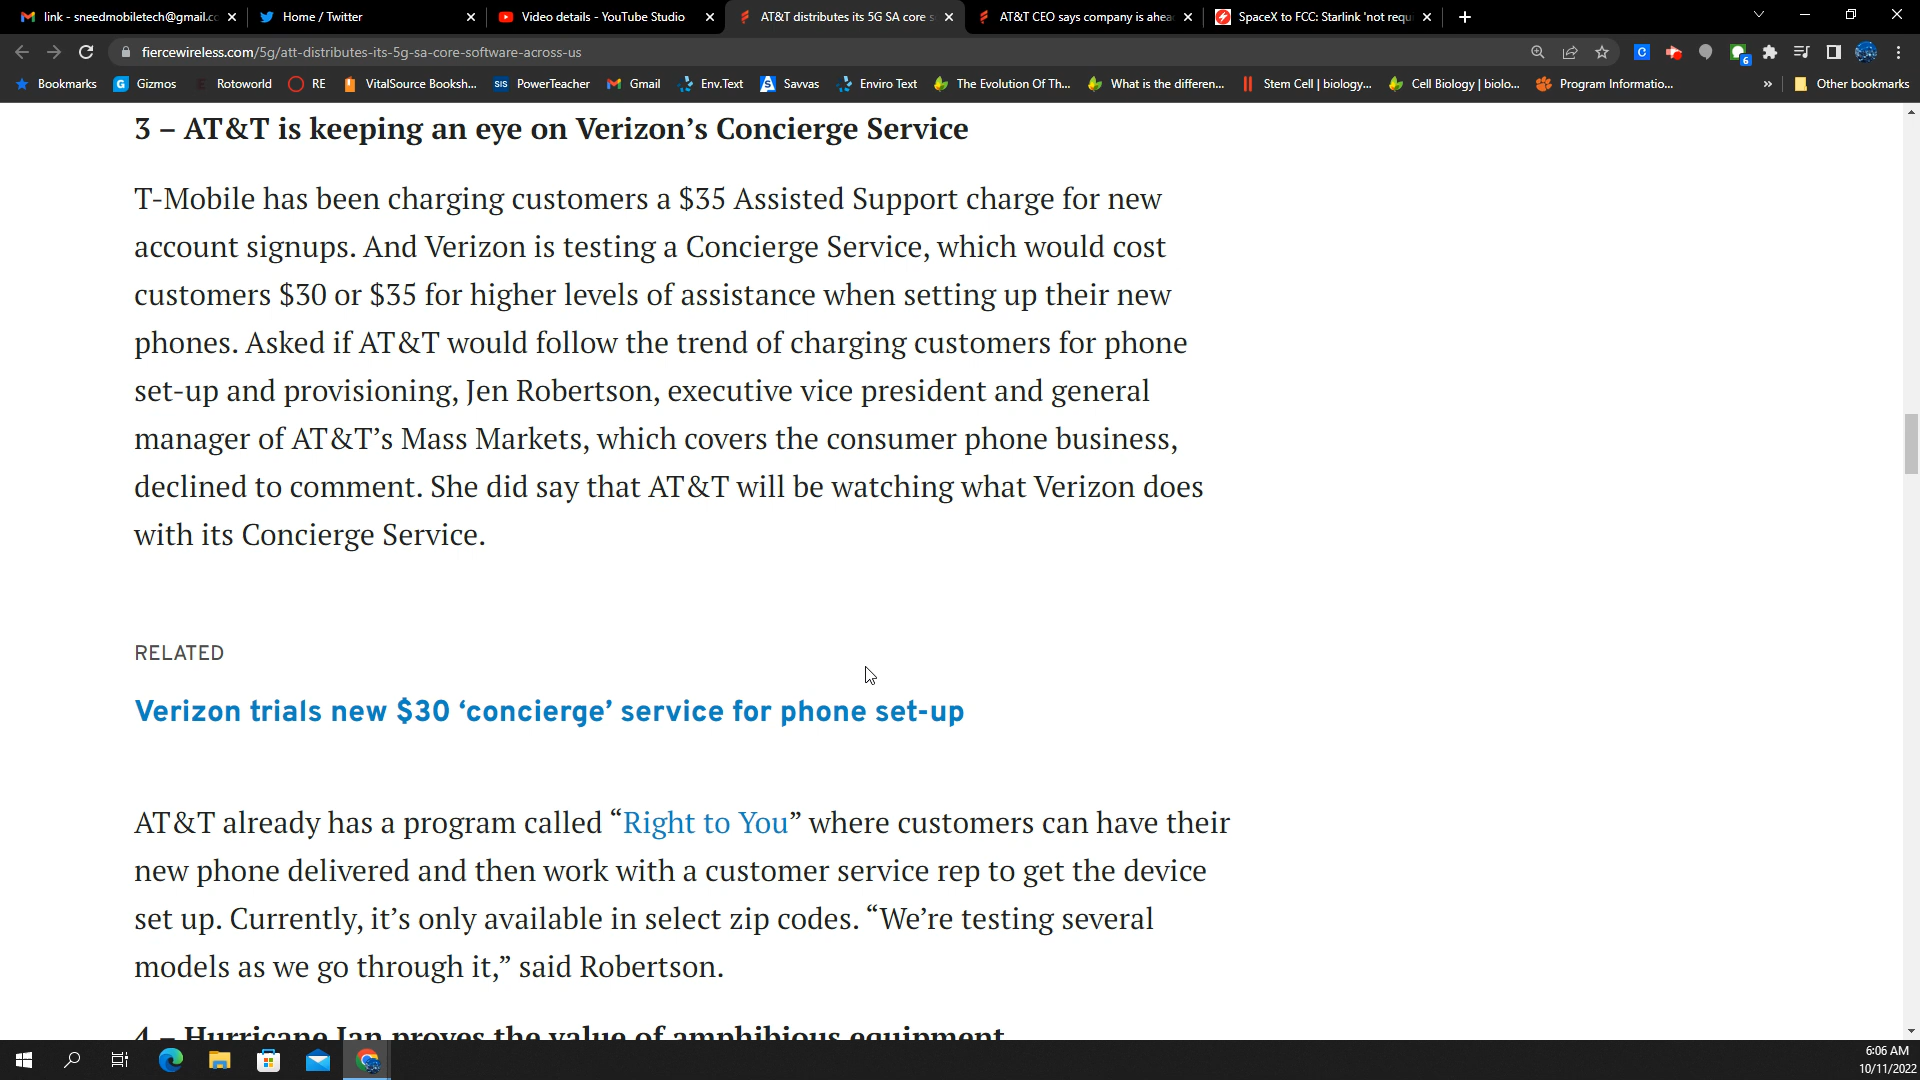 link - sneedmobiletech@gmail.cc
Home / Twitter
Video details - YouTube Studio
AT&T distributes its 5G SA core s
AT&T CEO says company is ahea
SpaceX to FCC: Starlink 'not requ
fiercewireless.com/5g/att-distributes-its-5g-sa-core-software-across-us
6
Bookmarks
Gizmos
Rotoworld
RE
VitalSource Booksh...
SIS
PowerTeacher
Gmail
Env.Text
Savvas
Enviro Text
The Evolution Of Th...
What is the differen...
Stem Cell | biology...
Cell Biology | biolo...
Program Informatio...
»
Other bookmarks
3 – AT&T is keeping an eye on Verizon’s Concierge Service
T-Mobile has been charging customers a $35 Assisted Support charge for new
account signups. And Verizon is testing a Concierge Service, which would cost
customers $30 or $35 for higher levels of assistance when setting up their new
phones. Asked if AT&T would follow the trend of charging customers for phone
set-up and provisioning, Jen Robertson, executive vice president and general
manager of AT&T’s Mass Markets, which covers the consumer phone business,
declined to comment. She did say that AT&T will be watching what Verizon does
with its Concierge Service.
RELATED
Verizon trials new $30 ‘concierge’ service for phone set-up
AT&T already has a program called “Right to You” where customers can have their
new phone delivered and then work with a customer service rep to get the device
set up. Currently, it’s only available in select zip codes. “We’re testing several
models as we go through it,” said Robertson.
4 – Hurricane Ian proves the value of amphibious equipment
6:06 AM
10/11/2022